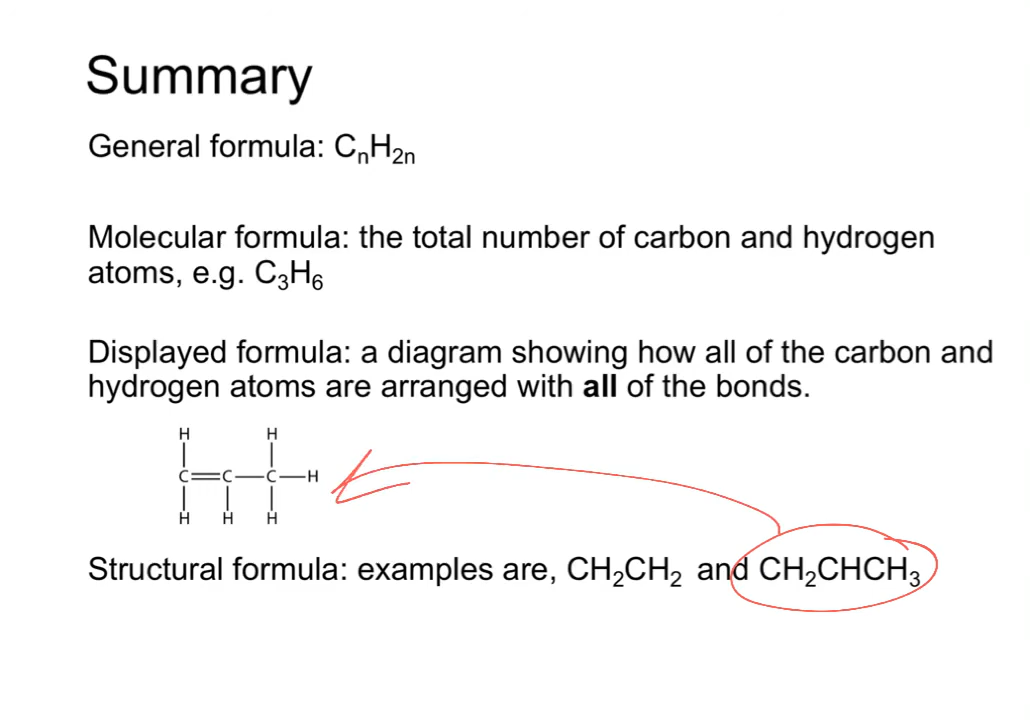 Summary
General formula: CₙH₂ₙ
Molecular formula: the total number of carbon and hydrogen
atoms, e.g. C₃H₆
Displayed formula: a diagram showing how all of the carbon and
hydrogen atoms are arranged with all of the bonds.
H H
C C C H
H H H
Structural formula: examples are, CH₂CH₂ and CH₂CHCH₃